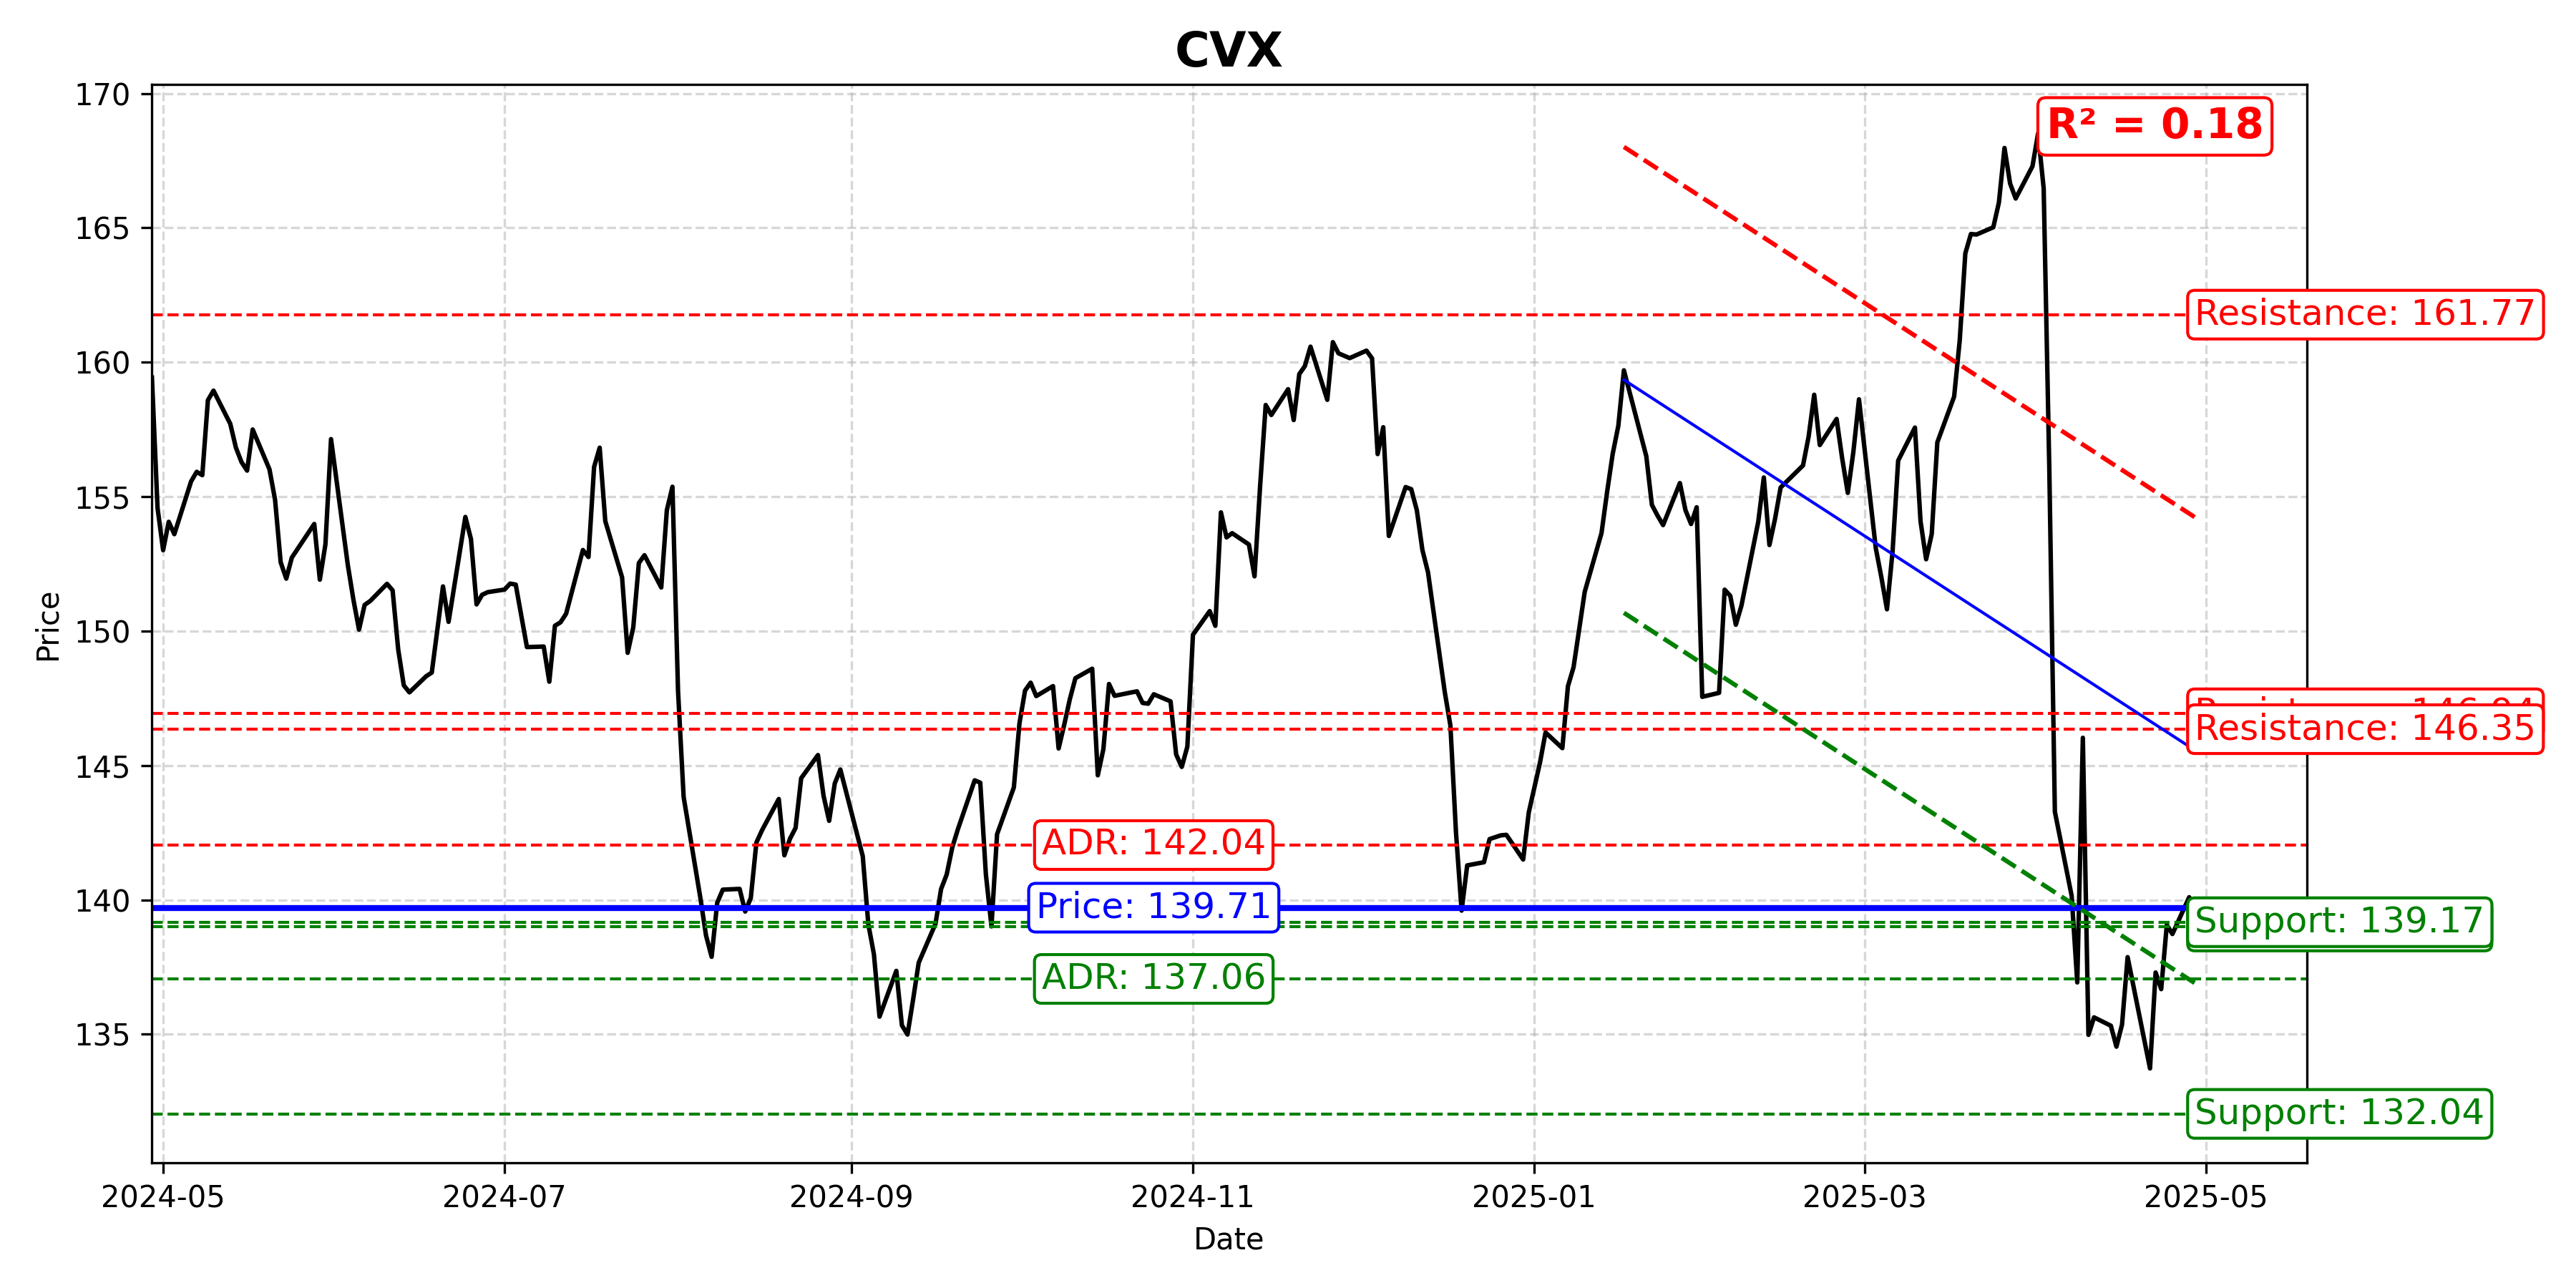 CVX
R² = 0.18
170
165
160
155
150
145
140
135
Price
Resistance: 161.77
Resistance: 146.35
ADR: 142.04
Price: 139.71
Support: 139.17
ADR: 137.06
Support: 132.04
2024-05
2024-07
2024-09
2024-11
2025-01
2025-03
2025-05
Date